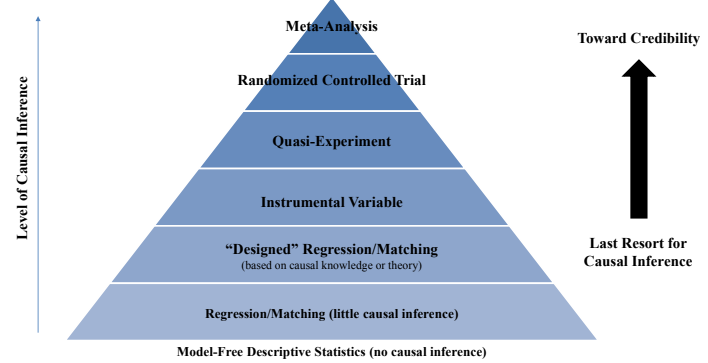 Meta-Analysis
Toward Credibility
Randomized Controlled Trial
Quasi-Experiment
Level of Causal Inference
Instrumental Variable
“Designed” Regression/Matching
(based on causal knowledge or theory)
Last Resort for
Causal Inference
Regression/Matching (little causal inference)
Model-Free Descriptive Statistics (no causal inference)